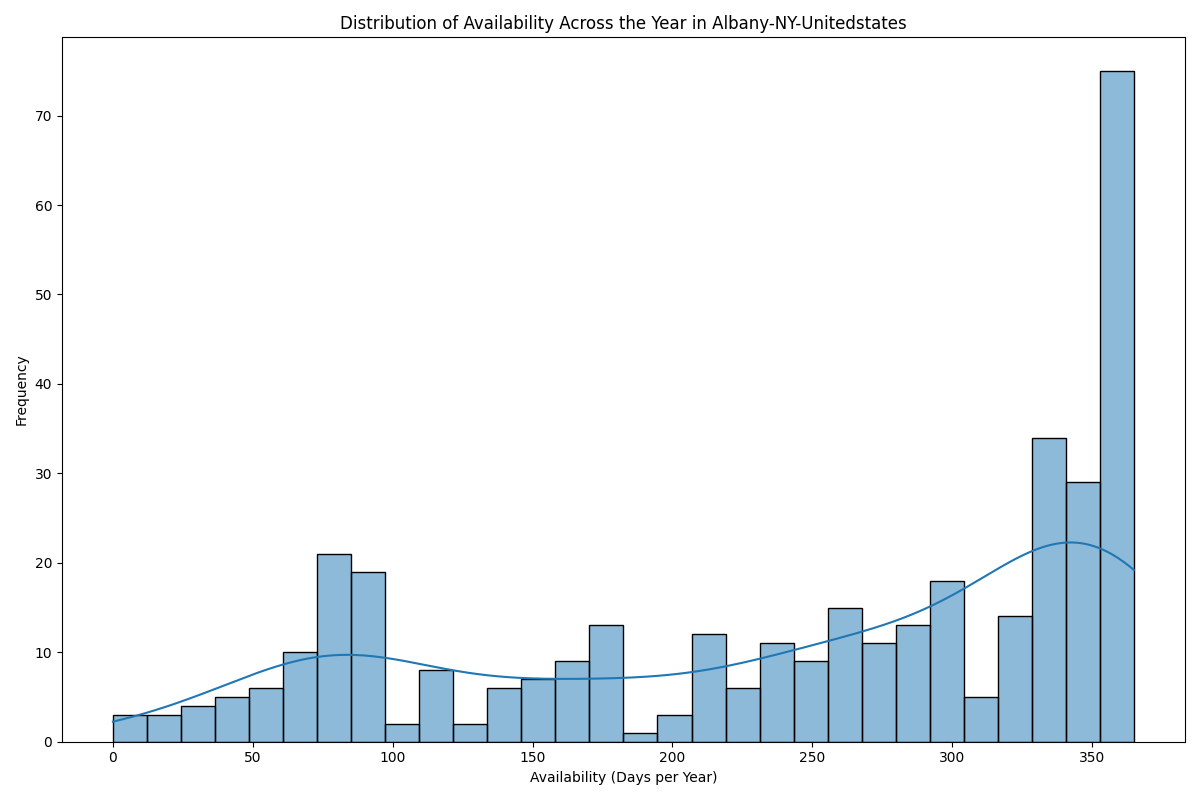 Distribution of Availability Across the Year in Albany-NY-Unitedstates
70
60
50
40
30
20
10
0
Frequency
0 50 100 150 200 250 300 350
Availability (Days per Year)